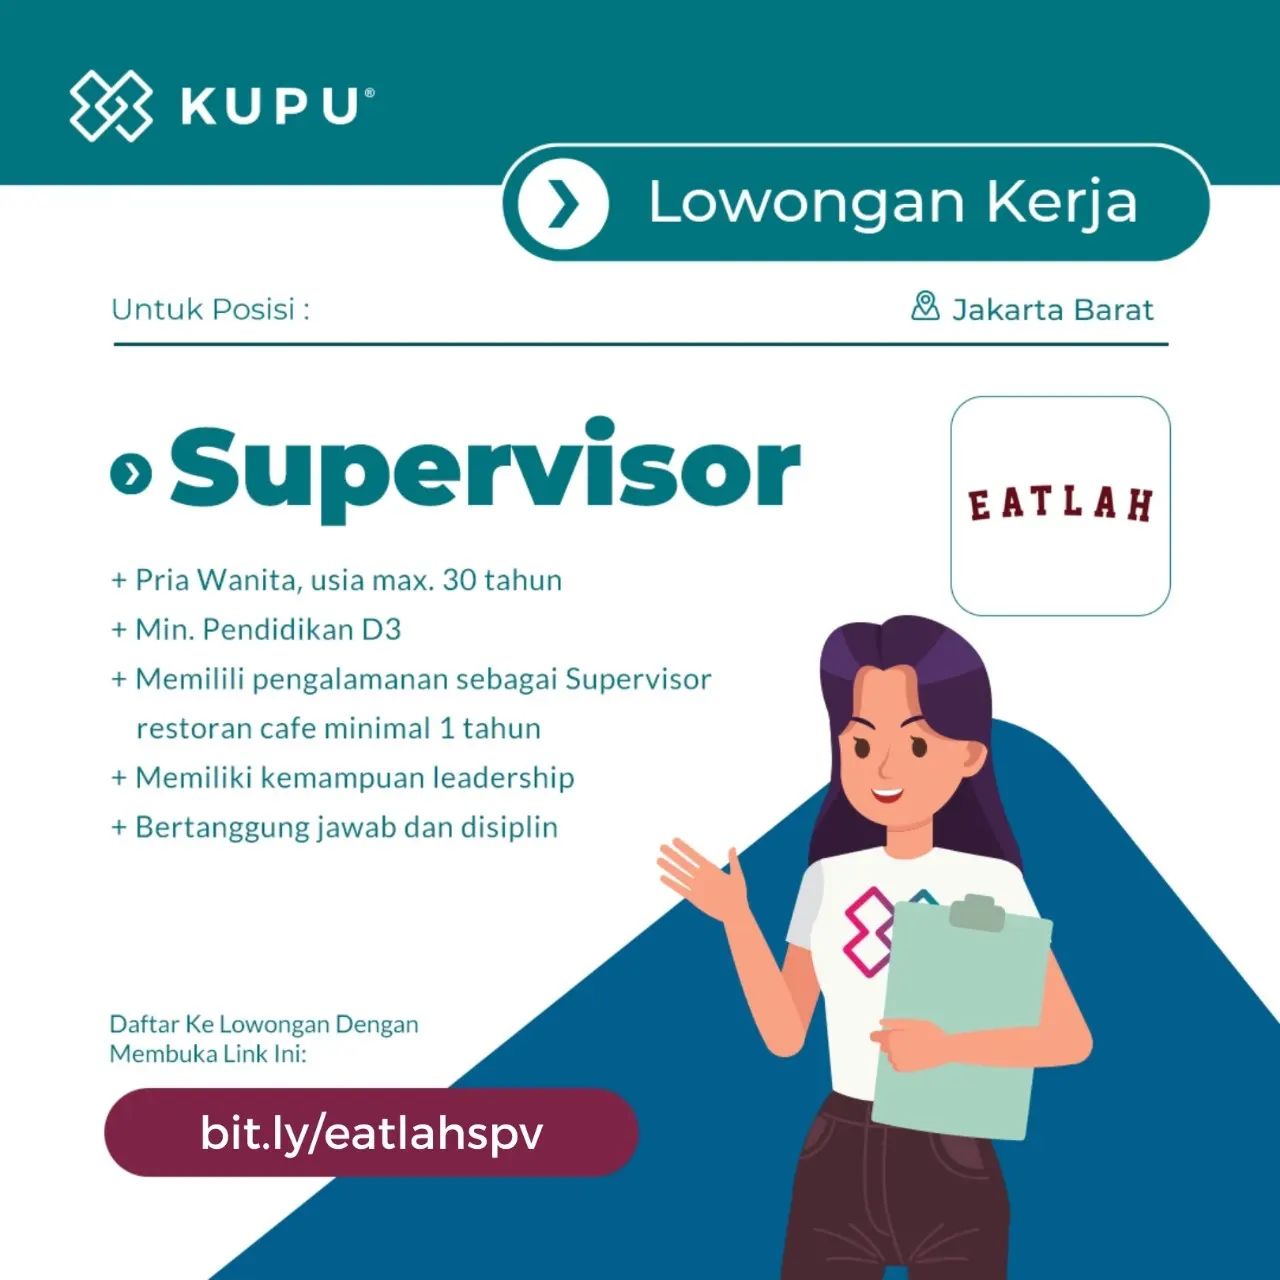 KUPU®
Lowongan Kerja
Untuk Posisi :
Jakarta Barat
Supervisor
EATLAH
+ Pria Wanita, usia max. 30 tahun
+ Min. Pendidikan D3
+ Memilili pengalamanan sebagai Supervisor
restoran cafe minimal 1 tahun
+ Memiliki kemampuan leadership
+ Bertanggung jawab dan disiplin
Daftar Ke Lowongan Dengan
Membuka Link Ini:
bit.ly/eatlahspv